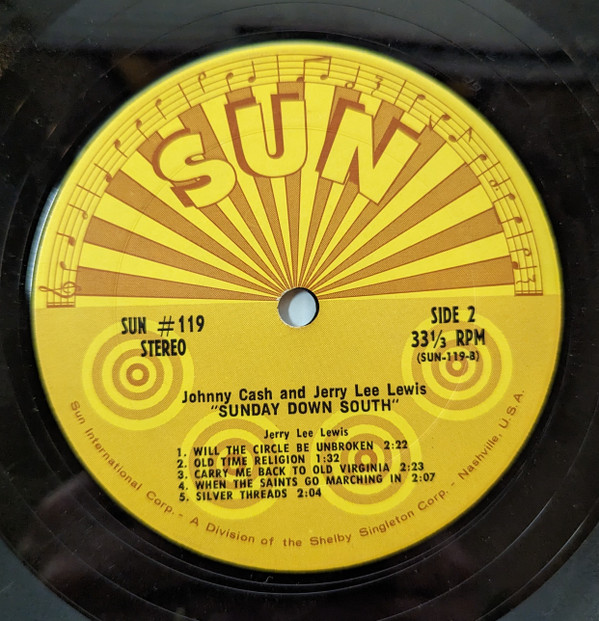 SUN
SUN #119
STEREO
SIDE 2
33⅓ RPM
(SUN-119-B)
Johnny Cash and Jerry Lee Lewis
"SUNDAY DOWN SOUTH"
Jerry Lee Lewis
1. WILL THE CIRCLE BE UNBROKEN 2:22
2. OLD TIME RELIGION 1:32
3. CARRY ME BACK TO OLD VIRGINIA 2:23
4. WHEN THE SAINTS GO MARCHING IN 2:07
5. SILVER THREADS 2:04
Sun International Corp. - A Division of the Shelby Singleton Corp. - Nashville, U.S.A.